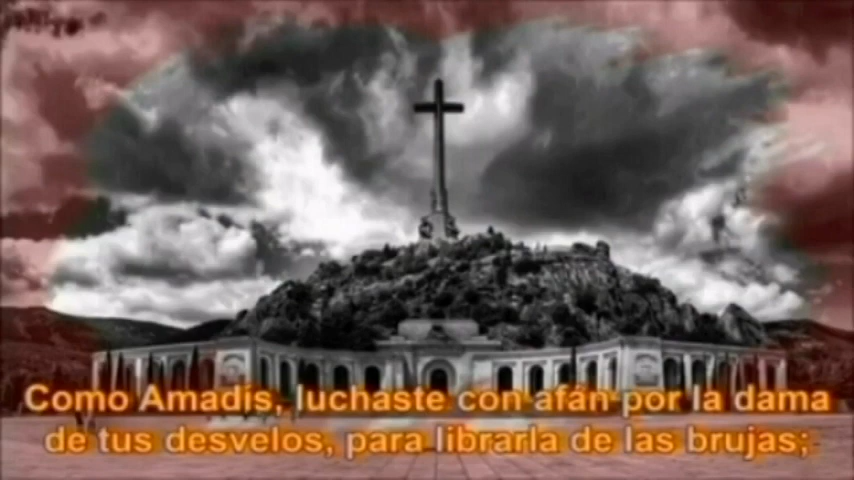 Como Amadís, luchaste con afán por la dama
de tus desvelos, para librarla de las brujas;